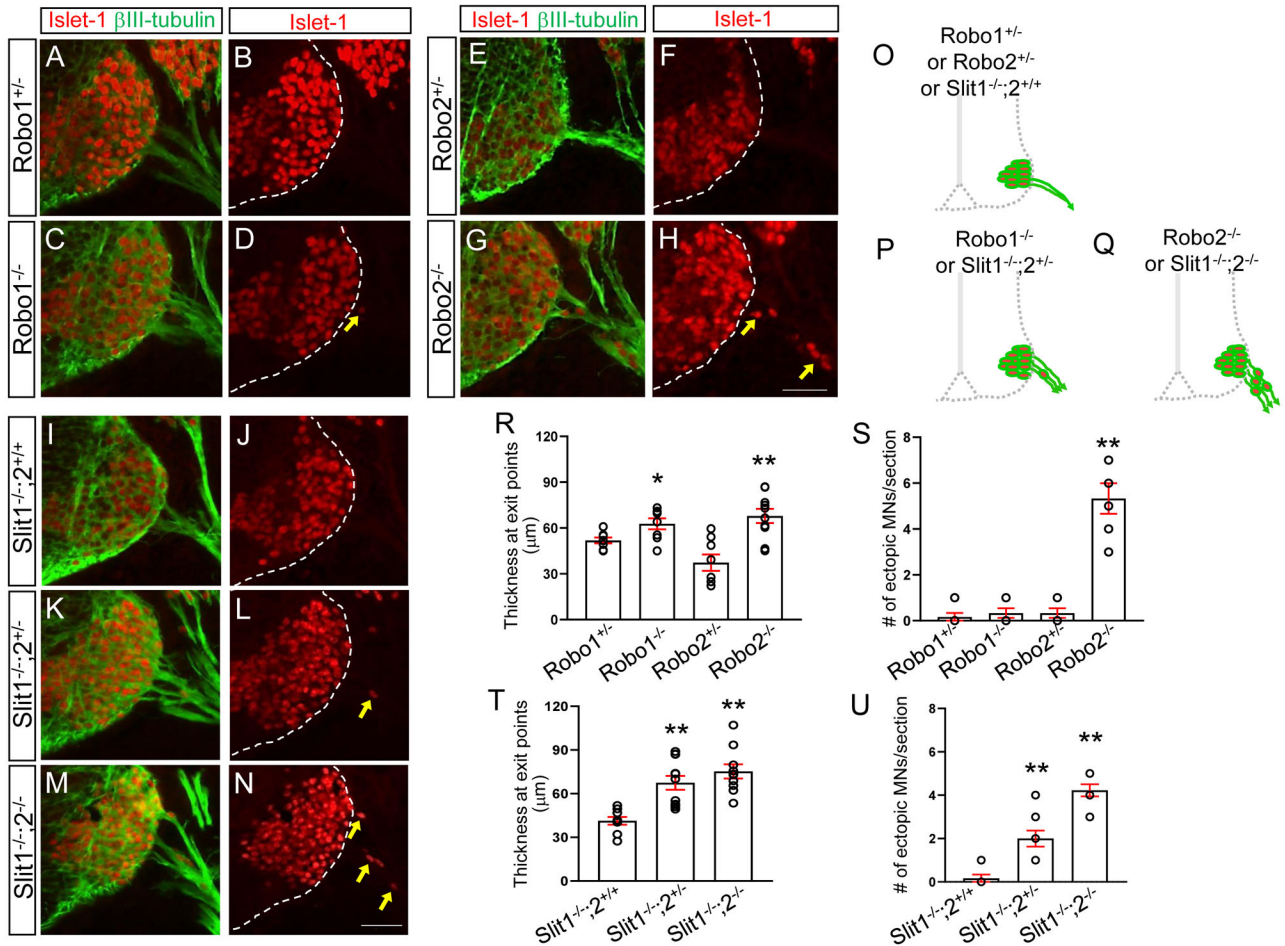 Islet-1 βIII-tubulin
Islet-1
Islet-1 βIII-tubulin
Islet-1
Robo1+/-
A
B
Robo1-/-
C
D
Robo2+/-
E
F
Robo2-/-
G
H
O
Robo1+/-
or Robo2+/-
or Slit1-/-;2+/+
P
Robo1-/-
or Slit1-/-;2+/-
Q
Robo2-/-
or Slit1-/-;2-/-
Slit1-/-;2+/+
I
J
Slit1-/-;2+/-
K
L
Slit1-/-;2-/-
M
N
R
Thickness at exit points
(μm)
120
90
60
30
0
*
**
Robo1+/-
Robo1-/-
Robo2+/-
Robo2-/-
S
# of ectopic MNs/section
8
6
4
2
0
**
Robo1+/-
Robo1-/-
Robo2+/-
Robo2-/-
T
Thickness at exit points
(μm)
120
90
60
30
0
**
**
Slit1-/-;2+/+
Slit1-/-;2+/-
Slit1-/-;2-/-
U
# of ectopic MNs/section
8
6
4
2
0
**
**
Slit1-/-;2+/+
Slit1-/-;2+/-
Slit1-/-;2-/-